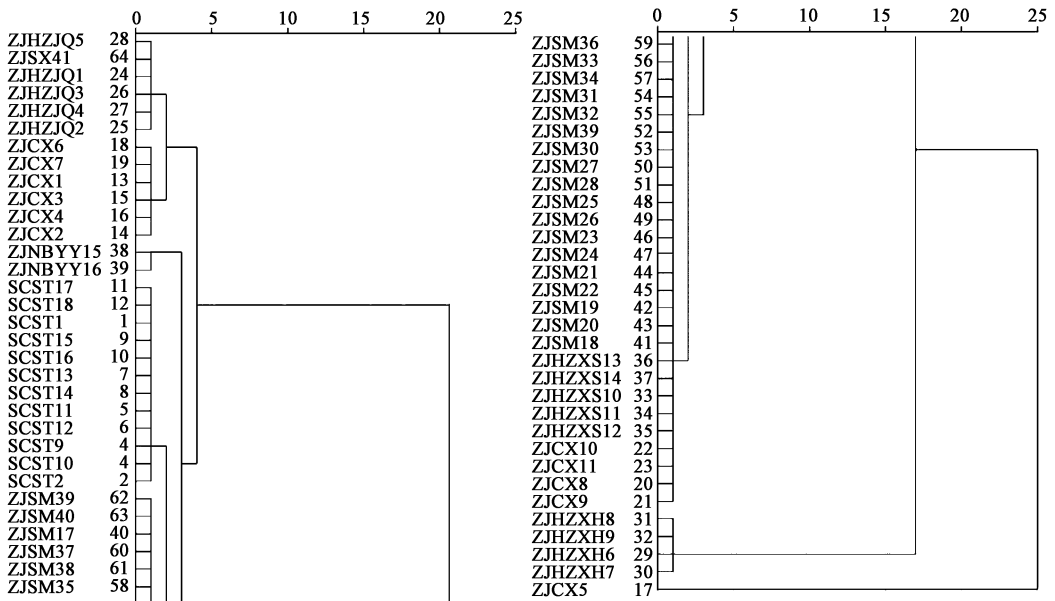 0 5 10 15 20 25
ZJHZJQ5 28
ZJSX41 64
ZJHZJQ1 24
ZJHZJQ3 26
ZJHZJQ4 27
ZJHZJQ2 25
ZJCX6 18
ZJCX7 19
ZJCX1 13
ZJCX3 15
ZJCX4 16
ZJCX2 14
ZJNBYY15 38
ZJNBYY16 39
SCST17 11
SCST18 12
SCST1 1
SCST15 9
SCST16 10
SCST13 7
SCST14 8
SCST11 5
SCST12 6
SCST9 4
SCST10 4
SCST2 2
ZJSM39 62
ZJSM40 63
ZJSM17 40
ZJSM37 60
ZJSM38 61
ZJSM35 58
0 5 10 15 20 25
ZJSM36 59
ZJSM33 56
ZJSM34 57
ZJSM31 54
ZJSM32 55
ZJSM39 52
ZJSM30 53
ZJSM27 50
ZJSM28 51
ZJSM25 48
ZJSM26 49
ZJSM23 46
ZJSM24 47
ZJSM21 44
ZJSM22 45
ZJSM19 42
ZJSM20 43
ZJSM18 41
ZJHZXS13 36
ZJHZXS14 37
ZJHZXS10 33
ZJHZXS11 34
ZJHZXS12 35
ZJCX10 22
ZJCX11 23
ZJCX8 20
ZJCX9 21
ZJHZXH8 31
ZJHZXH9 32
ZJHZXH6 29
ZJHZXH7 30
ZJCX5 17